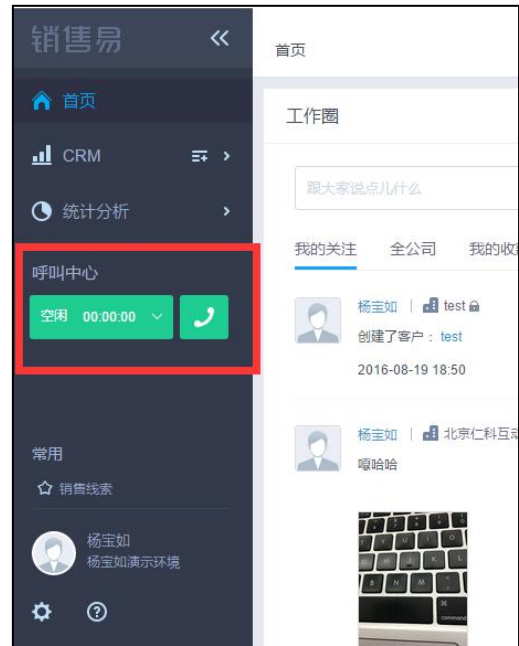 销售易
首页
CRM
统计分析
呼叫中心
空闲 00:00:00
常用
销售线索
杨宝如
杨宝如演示环境
首页
工作圈
跟大家说点儿什么
我的关注 全公司 我的收
杨宝如 | test
创建了客户： test
2016-08-19 18:50
杨宝如 | 北京仁科互动
嘎哈哈